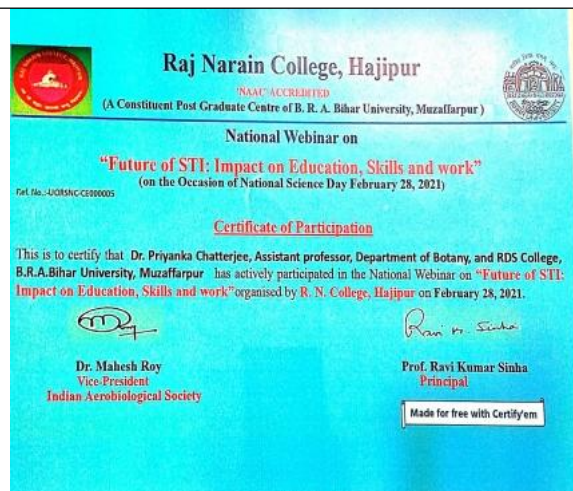 Raj Narain College, Hajipur
'NAAC' ACCREDITED
(A Constituent Post Graduate Centre of B. R. A. Bihar University, Muzaffarpur )
National Webinar on
“Future of STI: Impact on Education, Skills and work”
(on the Occasion of National Science Day February 28, 2021)
Certificate of Participation
This is to certify that Dr. Priyanka Chatterjee, Assistant professor, Department of Botany, and RDS College,
B.R.A.Bihar University, Muzaffarpur has actively participated in the National Webinar on “Future of STI:
Impact on Education, Skills and work” organised by R. N. College, Hajipur on February 28, 2021.
Ravi Kr. Sinha
Dr. Mahesh Roy
Vice-President
Indian Aerobiological Society
Prof. Ravi Kumar Sinha
Principal
Made for free with Certify'em